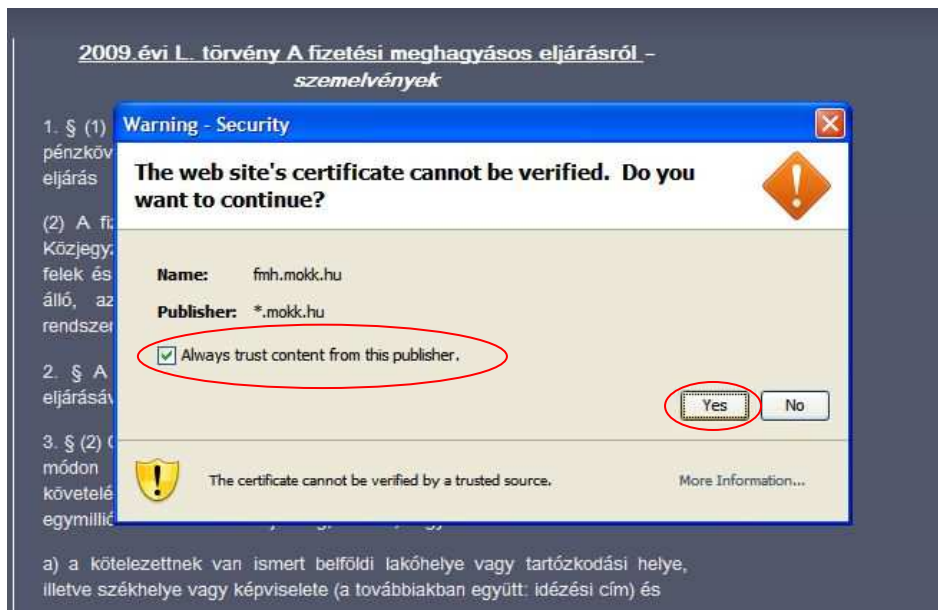 2009.évi L. törvény A fizetési meghagyásos eljárásról –
szemelvények
1. § (1)
pénzköv
eljárás
(2) A
Közjegyz
felek és
álló, az
rendszer
2. § A
eljárásáv
3. § (2)
módon
követelé
egymillió
Warning - Security
The web site's certificate cannot be verified. Do you
want to continue?
Name: fmh.mokk.hu
Publisher: *.mokk.hu
Always trust content from this publisher.
Yes No
The certificate cannot be verified by a trusted source. More Information...
a) a kötelezettnek van ismert belföldi lakóhelye vagy tartózkodási helye,
illetve székhelye vagy képviselete (a továbbiakban együtt: idézési cím) és